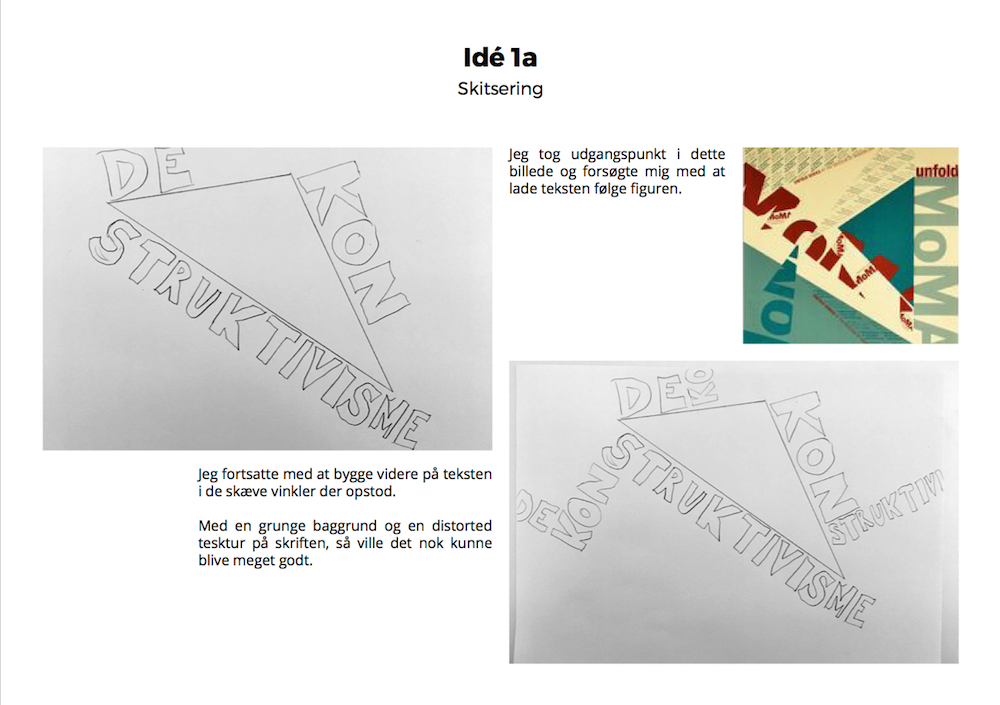 Idé 1a
Skitsering
DE
KON
STRUKTIVISME
Jeg tog udgangspunkt i dette
billede og forsøgte mig med at
lade teksten følge figuren.
unfold
MoMA
MoMA
MoMA
MoMA
Jeg fortsatte med at bygge videre på teksten
i de skæve vinkler der opstod.
Med en grunge baggrund og en distorted
tesktur på skriften, så ville det nok kunne
blive meget godt.
DE
KO
KON
STRUKTIVISME
DE
KON
STRUKTIVI